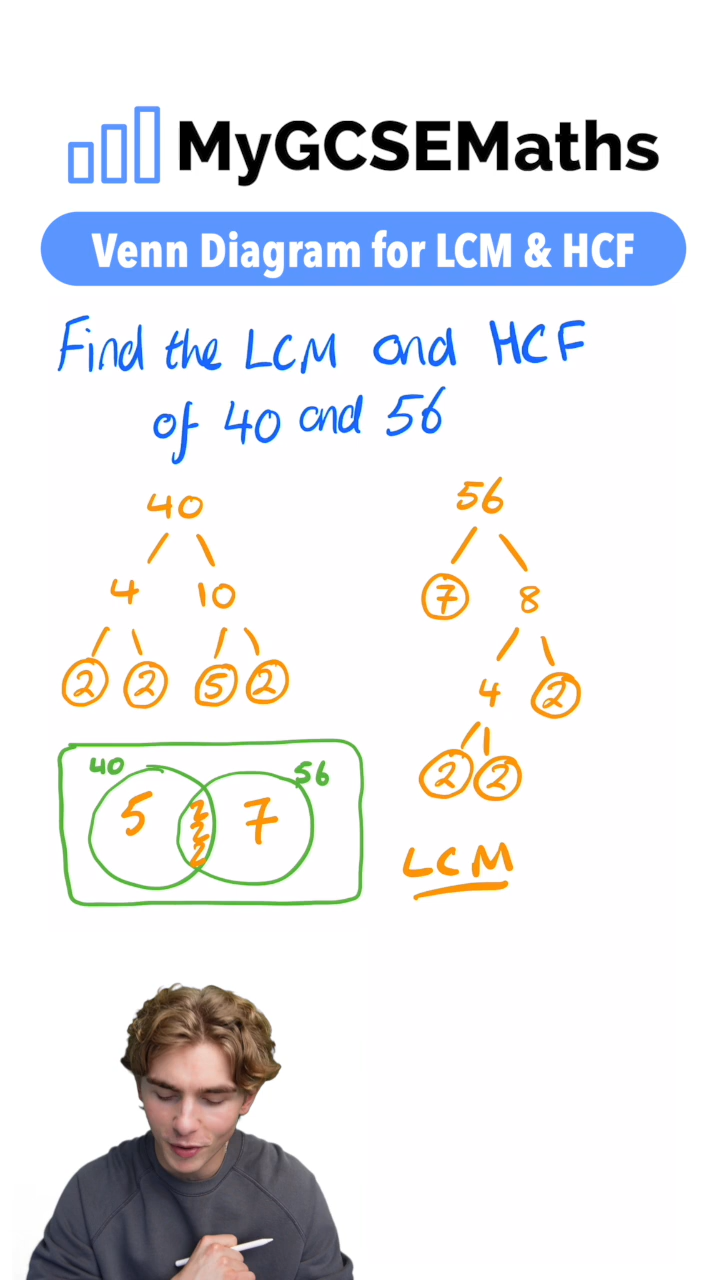 MyGCSEMaths
Venn Diagram for LCM & HCF
Find the LCM and HCF
of 40 and 56
40
4 10
2 2 5 2
56
7 8
4 2
2 2
40 56
5 2 7
2
2
LCM